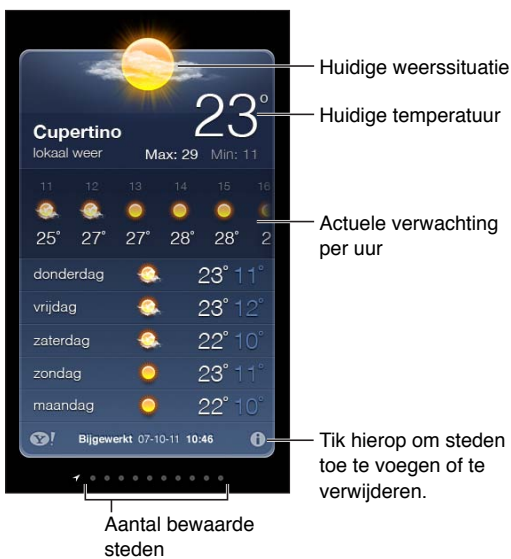 Huidige weerssituatie
23°
Huidige temperatuur
Cupertino
lokaal weer
Max: 29 Min: 11
11 12 13 14 15 16
25° 27° 27° 28° 28° 2
Actuele verwachting
per uur
donderdag 23° 11°
vrijdag 23° 12°
zaterdag 22° 10°
zondag 23° 11°
maandag 22° 10°
Y! Bijgewerkt 07-10-11 10:46 i
Tik hierop om steden
toe te voegen of te
verwijderen.
Aantal bewaarde
steden